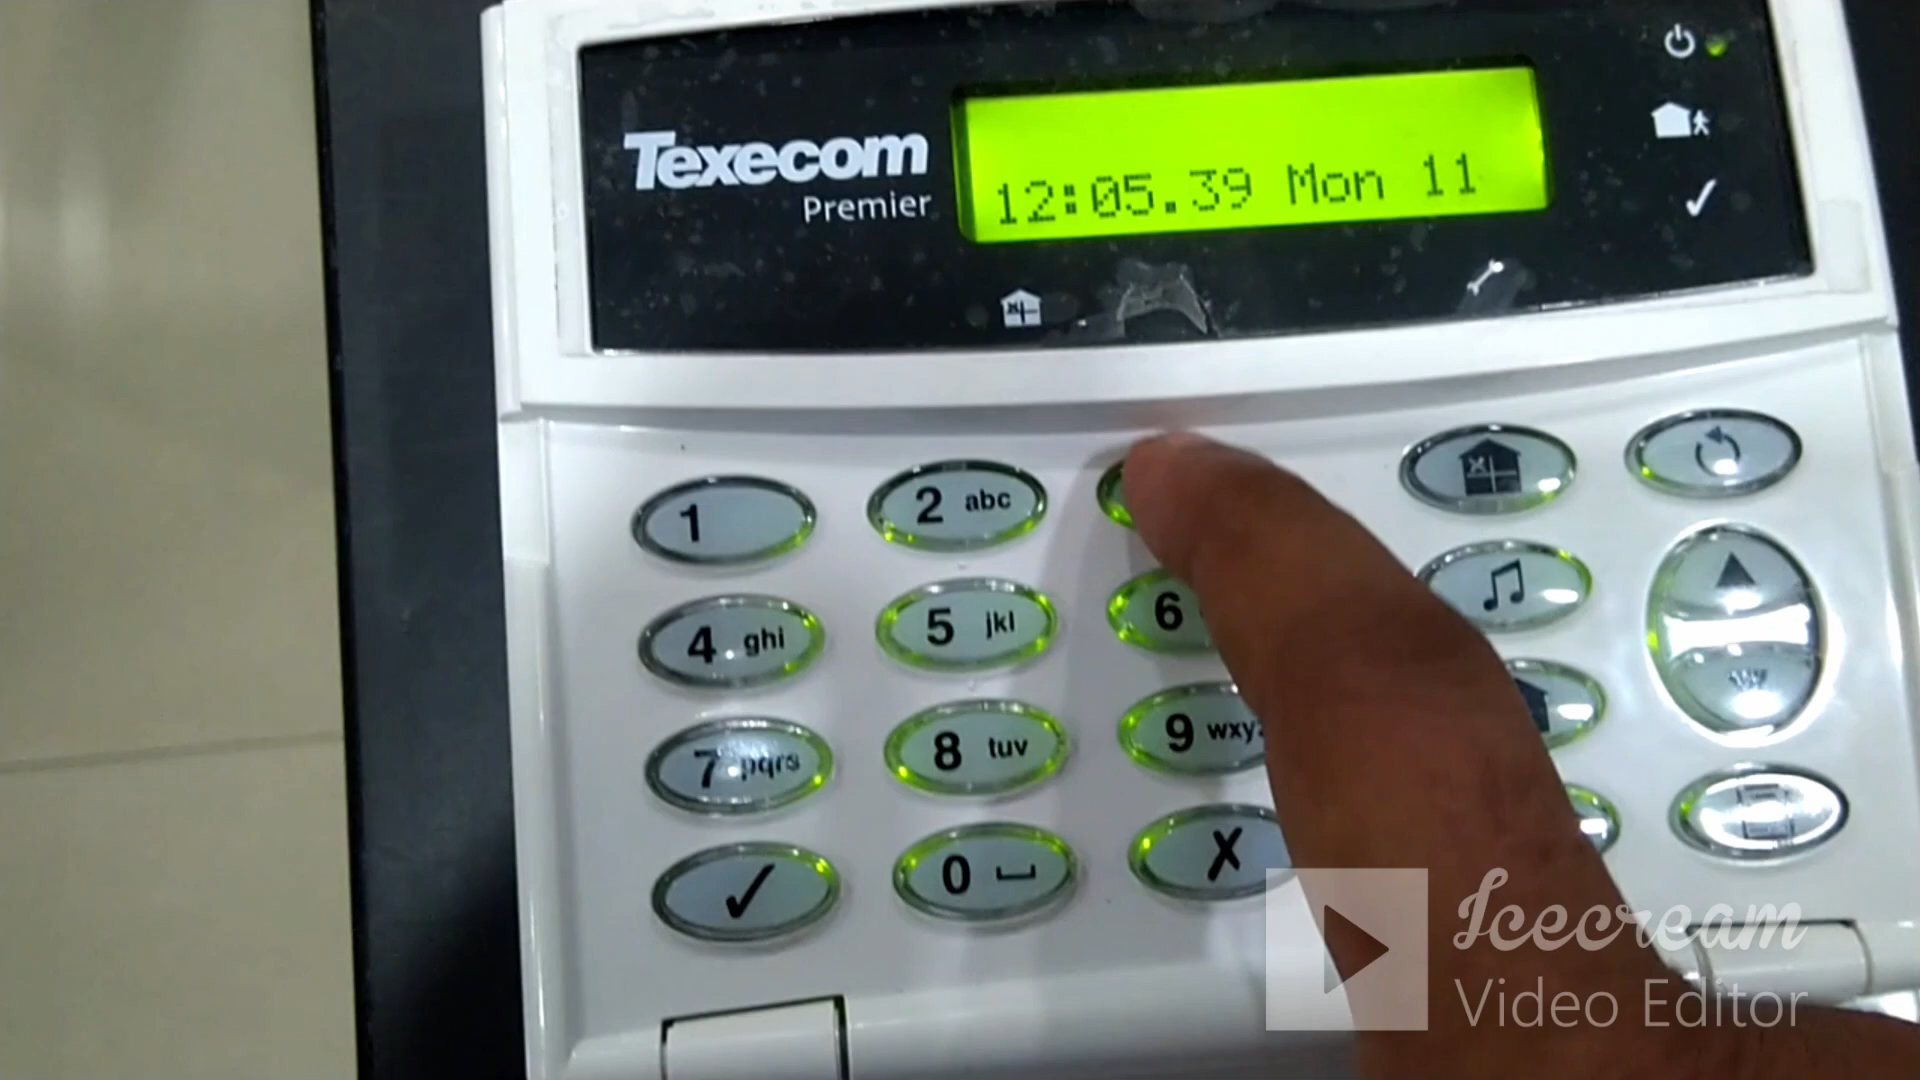 Texecom
Premier
12:05.39 Mon 11
1
2 abc
4 ghi
5 jkl
6
7 pqrs
8 tuv
9 wxyz
0
Icecream
Video Editor